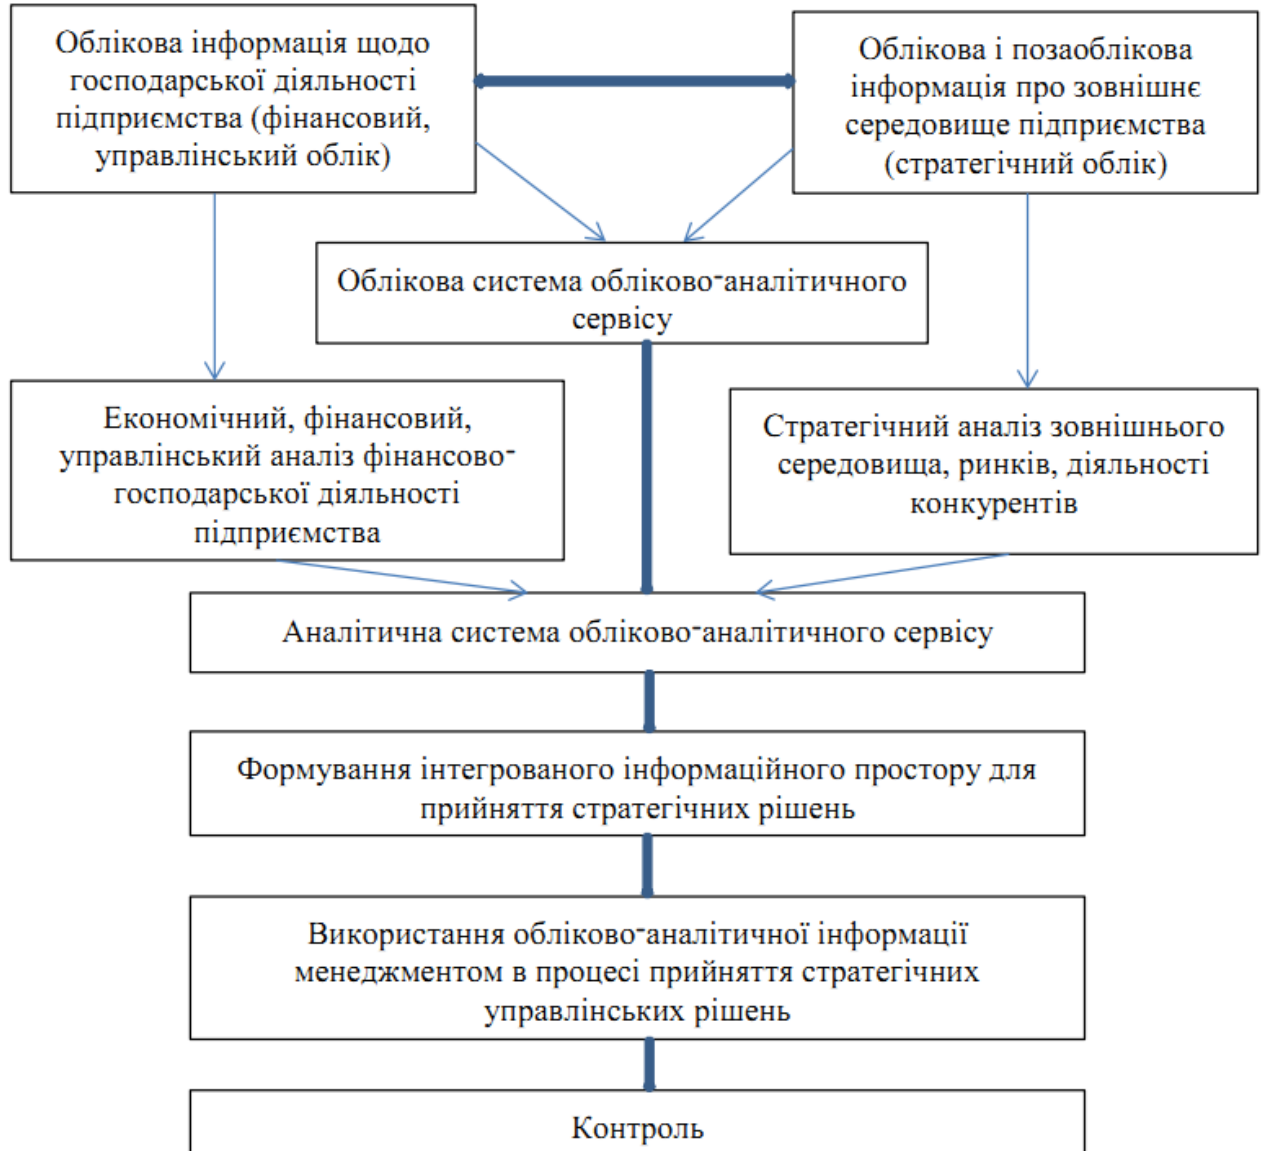 Облікова інформація щодо
господарської діяльності
підприємства (фінансовий,
управлінський облік)
Облікова і позаоблікова
інформація про зовнішнє
середовище підприємства
(стратегічний облік)
Облікова система обліково-аналітичного
сервісу
Економічний, фінансовий,
управлінський аналіз фінансово-
господарської діяльності
підприємства
Стратегічний аналіз зовнішнього
середовища, ринків, діяльності
конкурентів
Аналітична система обліково-аналітичного сервісу
Формування інтегрованого інформаційного простору для
прийняття стратегічних рішень
Використання обліково-аналітичної інформації
менеджментом в процесі прийняття стратегічних
управлінських рішень
Контроль